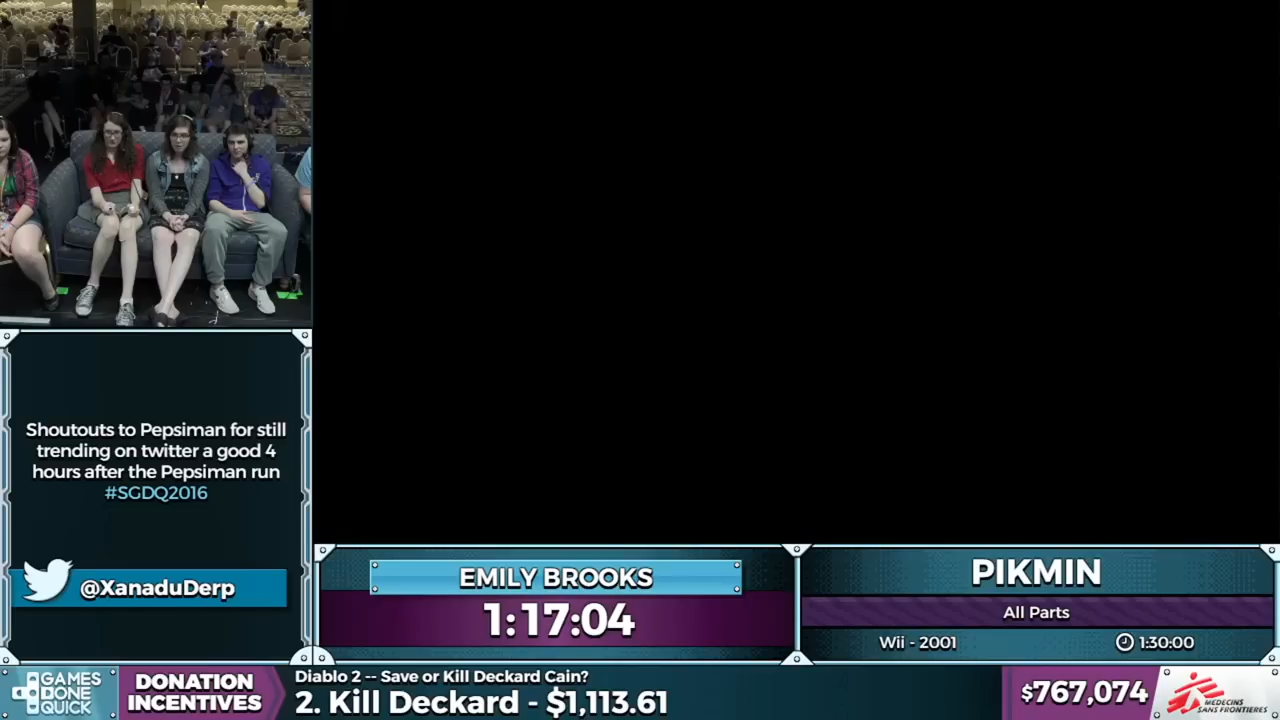 Shoutouts to Pepsiman for still
trending on twitter a good 4
hours after the Pepsiman run
#SGDQ2016
@XanaduDerp
EMILY BROOKS
1:17:04
PIKMIN
All Parts
Wii - 2001
1:30:00
GAMES
DONE
QUICK
DONATION
INCENTIVES
Diablo 2 -- Save or Kill Deckard Cain?
2. Kill Deckard - $1,113.61
$767,074
MEDECINS
SANS FRONTIERES